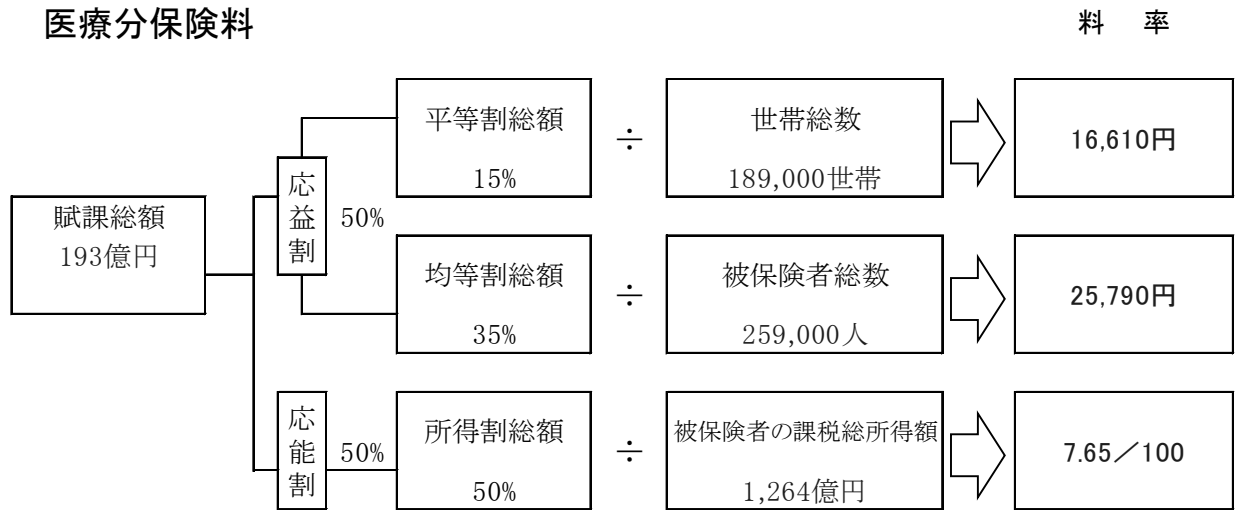 医療分保険料
料　率
賦課総額
193億円
応益割
50%
平等割総額
15%
÷
世帯総数
189,000世帯
16,610円
均等割総額
35%
÷
被保険者総数
259,000人
25,790円
応能割
50%
所得割総額
50%
÷
被保険者の課税総所得額
1,264億円
7.65／100